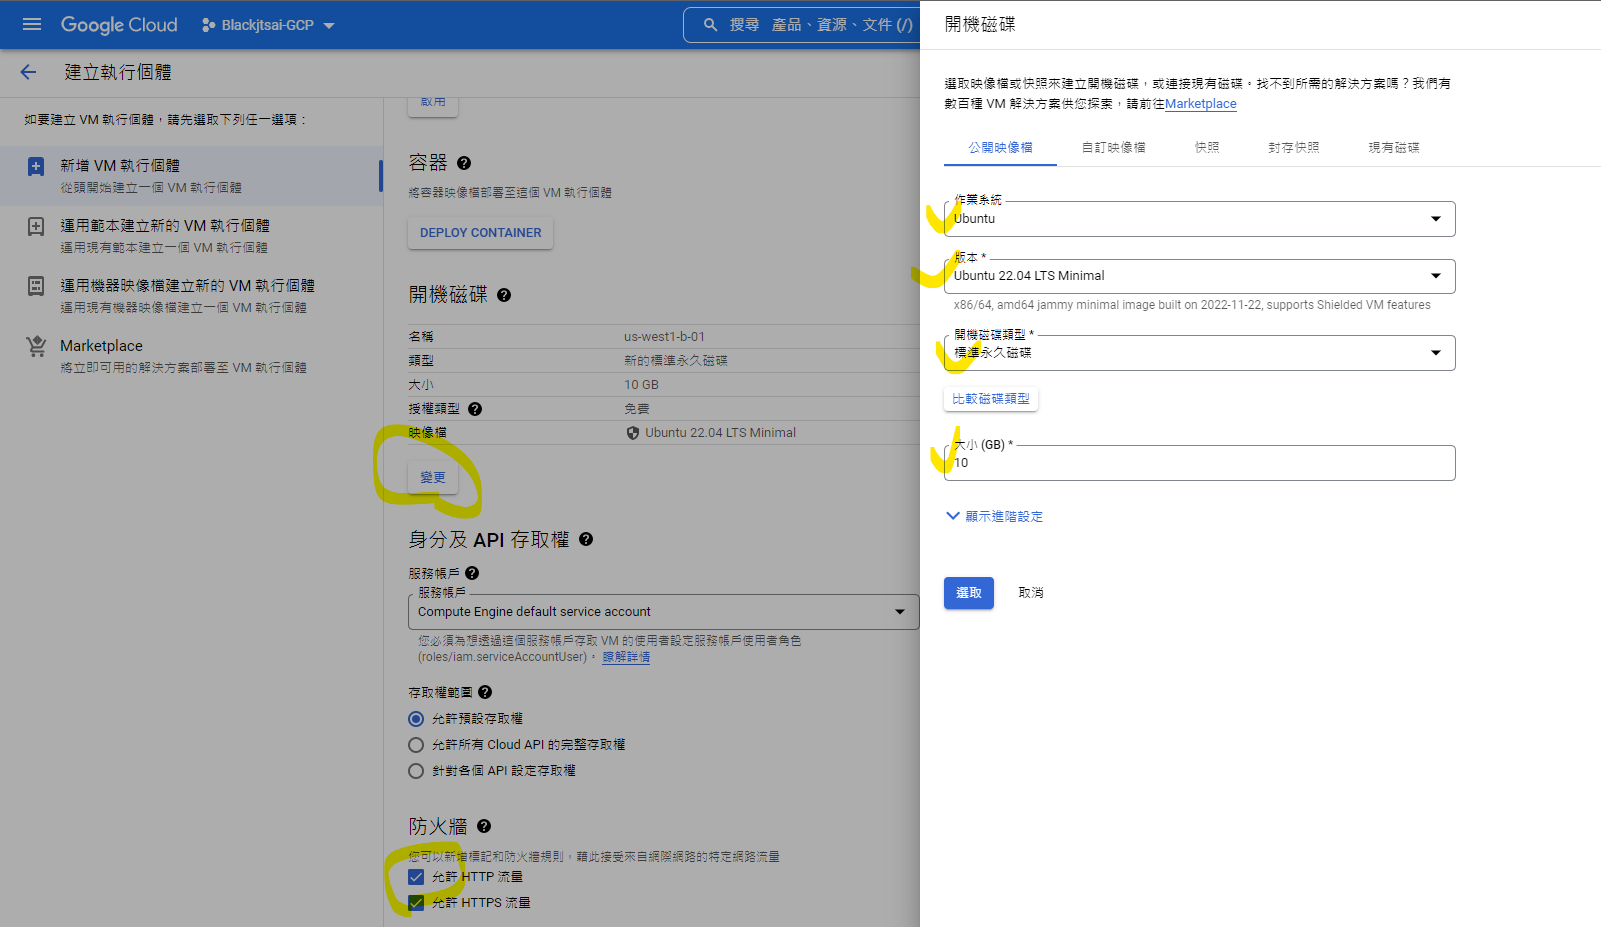 Google Cloud
Blackjtsai-GCP
搜尋 產品、資源、文件 (/)
建立執行個體
如要建立 VM 執行個體，請先選取下列任一選項：
新增 VM 執行個體
從頭開始建立一個 VM 執行個體
運用範本建立新的 VM 執行個體
運用現有範本建立一個 VM 執行個體
運用機器映像檔建立新的 VM 執行個體
運用現有機器映像檔建立一個 VM 執行個體
Marketplace
將立即可用的解決方案部署至 VM 執行個體
啟用
容器
將容器映像檔部署至這個 VM 執行個體
DEPLOY CONTAINER
開機磁碟
名稱 us-west1-b-01
類型 新的標準永久磁碟
大小 10 GB
授權類型 免費
映像檔 Ubuntu 22.04 LTS Minimal
變更
身分及 API 存取權
服務帳戶
服務帳戶
Compute Engine default service account
您必須為想透過這個服務帳戶存取 VM 的使用者設定服務帳戶使用者角色
(roles/iam.serviceAccountUser)。 瞭解詳情
存取權範圍
允許預設存取權
允許所有 Cloud API 的完整存取權
針對各個 API 設定存取權
防火牆
您可以新增標記和防火牆規則，藉此接受來自網際網路的特定網路流量
允許 HTTP 流量
允許 HTTPS 流量
開機磁碟
選取映像檔或快照來建立開機磁碟，或連接現有磁碟。找不到所需的解決方案嗎？我們有
數百種 VM 解決方案供您探索，請前往Marketplace
公開映像檔 自訂映像檔 快照 封存快照 現有磁碟
作業系統
Ubuntu
版本 *
Ubuntu 22.04 LTS Minimal
x86/64, amd64 jammy minimal image built on 2022-11-22, supports Shielded VM features
開機磁碟類型 *
標準永久磁碟
比較磁碟類型
大小 (GB) *
10
顯示進階設定
選取 取消